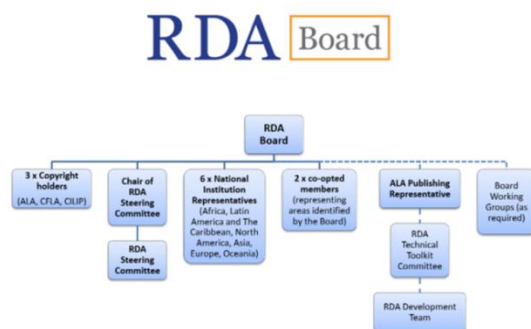 RDA Board
RDA
Board
3 x Copyright
holders
(ALA, CFLA, CILIP)
Chair of
RDA
Steering
Committee
RDA
Steering
Committee
6 x National
Institution
Representatives
(Africa, Latin
America and The
Caribbean, North
America, Asia,
Europe, Oceania)
2 x co-opted
members
(representing
areas identified
by the Board)
ALA Publishing
Representative
RDA
Technical
Toolkit
Committee
RDA Development
Team
Board
Working
Groups (as
required)